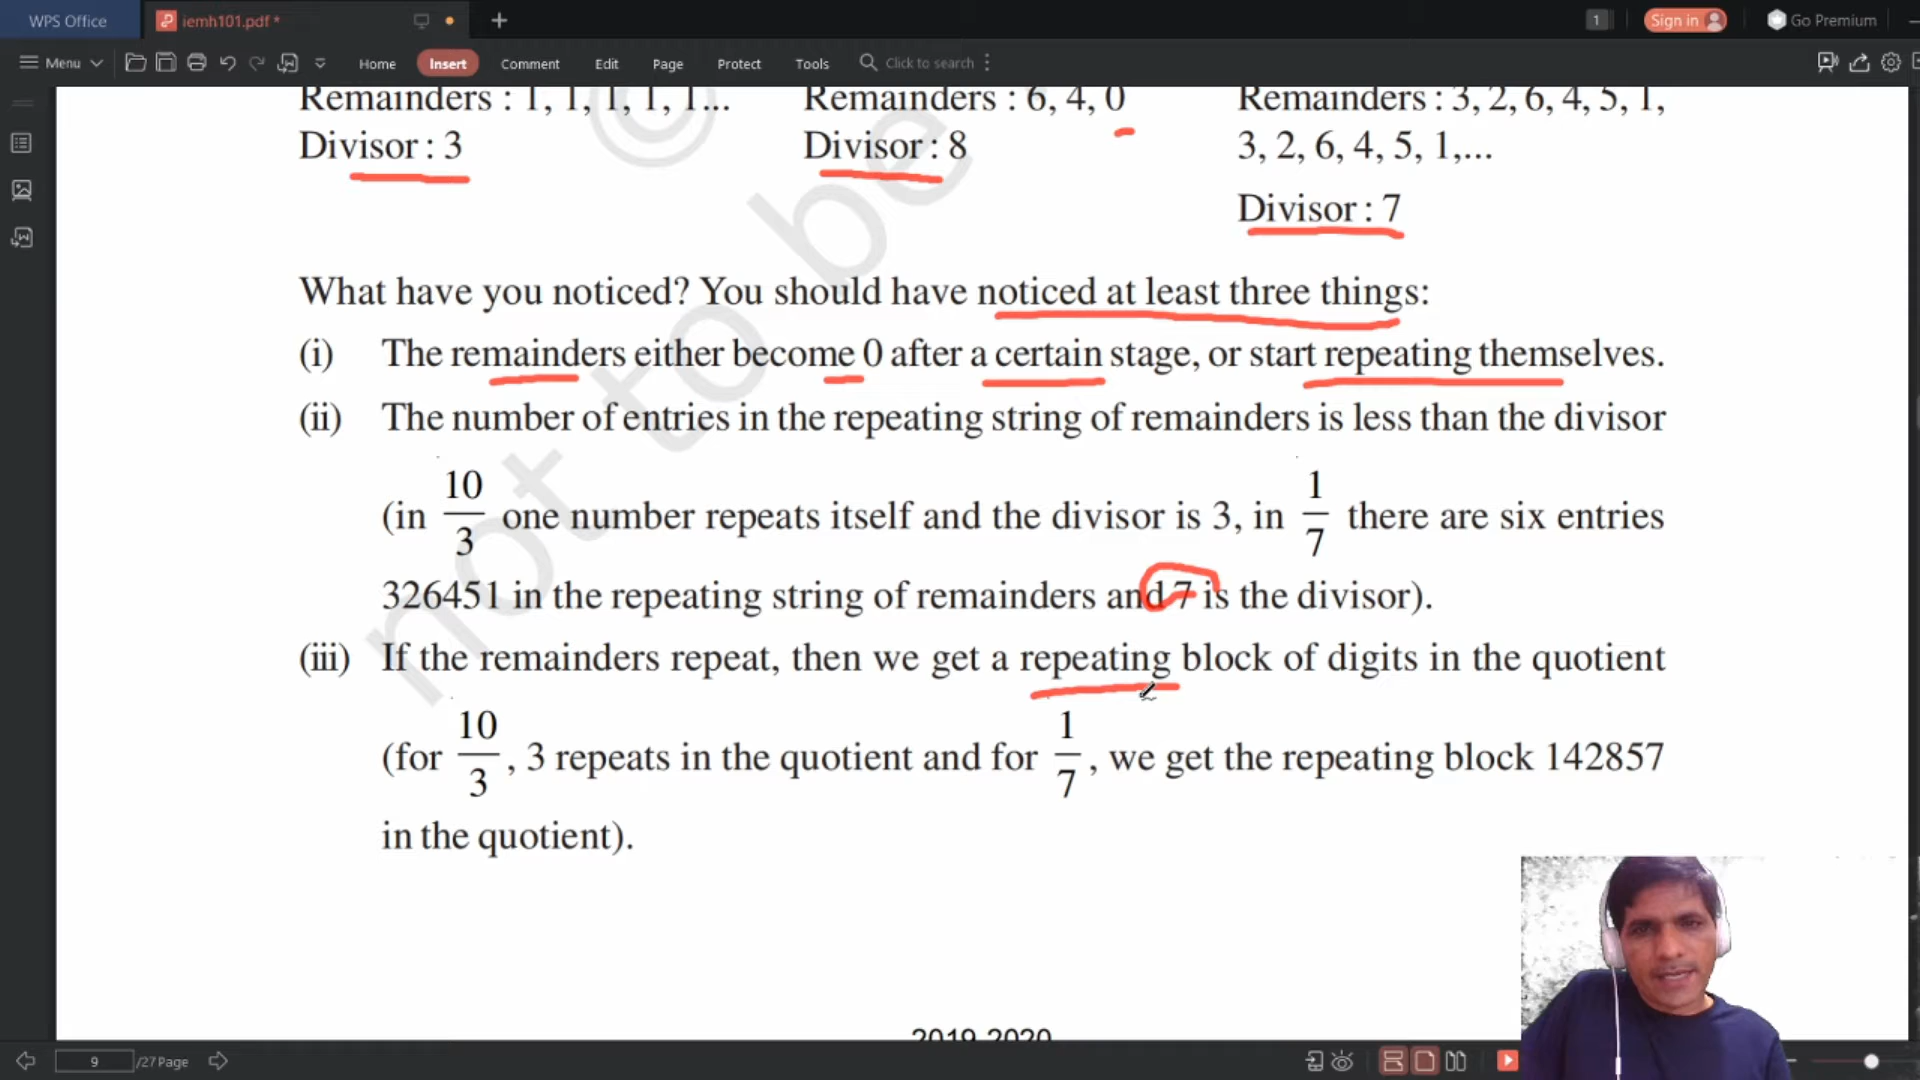 WPS Office
iemh101.pdf *
1
Sign in
Go Premium
Menu
Home
Insert
Comment
Edit
Page
Protect
Tools
Click to search
Remainders : 1, 1, 1, 1, 1...
Divisor : 3
Remainders : 6, 4, 0
Divisor : 8
Remainders : 3, 2, 6, 4, 5, 1,
3, 2, 6, 4, 5, 1,...
Divisor : 7
What have you noticed? You should have noticed at least three things:
(i) The remainders either become 0 after a certain stage, or start repeating themselves.
(ii) The number of entries in the repeating string of remainders is less than the divisor
(in 10/3 one number repeats itself and the divisor is 3, in 1/7 there are six entries
326451 in the repeating string of remainders and 7 is the divisor).
(iii) If the remainders repeat, then we get a repeating block of digits in the quotient
(for 10/3, 3 repeats in the quotient and for 1/7, we get the repeating block 142857
in the quotient).
© not to be
2019-2020
9 /27 Page